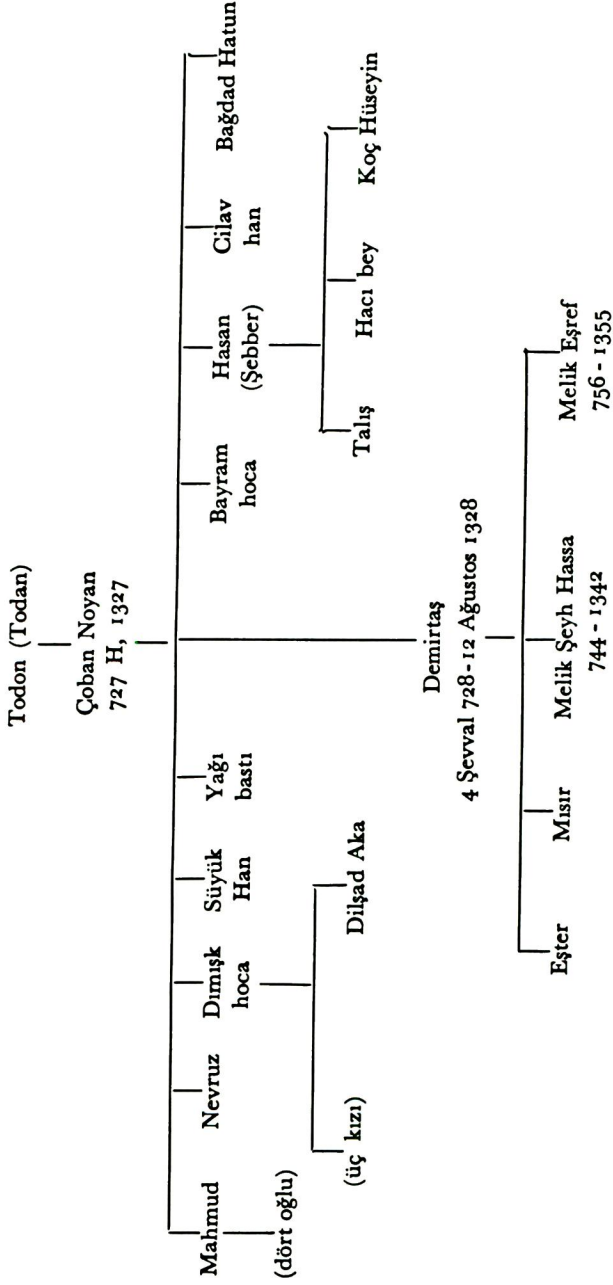 Todon (Todan)
Çoban Noyan
727 H, 1327
Mahmud
(dört oğlu)
Nevruz
Dımışk
hoca
Süyük
Han
Yağı
bastı
Bayram
hoca
Hasan
(Şebber)
Cilav
han
Bağdad Hatun
(üç kızı)
Dilşad Aka
Talış
Hacı bey
Koç Hüseyin
Demirtaş
4 Şevval 728-12 Ağustos 1328
Eşter
Mısır
Melik Şeyh Hassa
744-1342
Melik Eşref
756-1355